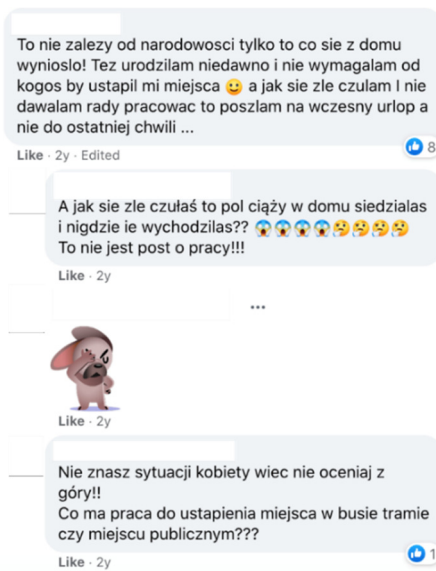 To nie zalezy od narodowosci tylko to co sie z domu
wynioslo! Tez urodzilam niedawno i nie wymagalam od
kogos by ustapil mi miejsca 😃 a jak sie zle czulam I nie
dawalam rady pracowac to poszlam na wczesny urlop a
nie do ostatniej chwili ...
8
Like · 2y · Edited
A jak sie zle czułaś to pol ciąży w domu siedzialas
i nigdzie ie wychodzilas?? 😱😱😱😱🤔🤔🤔🤔
To nie jest post o pracy!!!
Like · 2y
...
Like · 2y
Nie znasz sytuacji kobiety wiec nie oceniaj z
góry!!
Co ma praca do ustapienia miejsca w busie tramie
czy miejscu publicznym???
1
Like · 2y